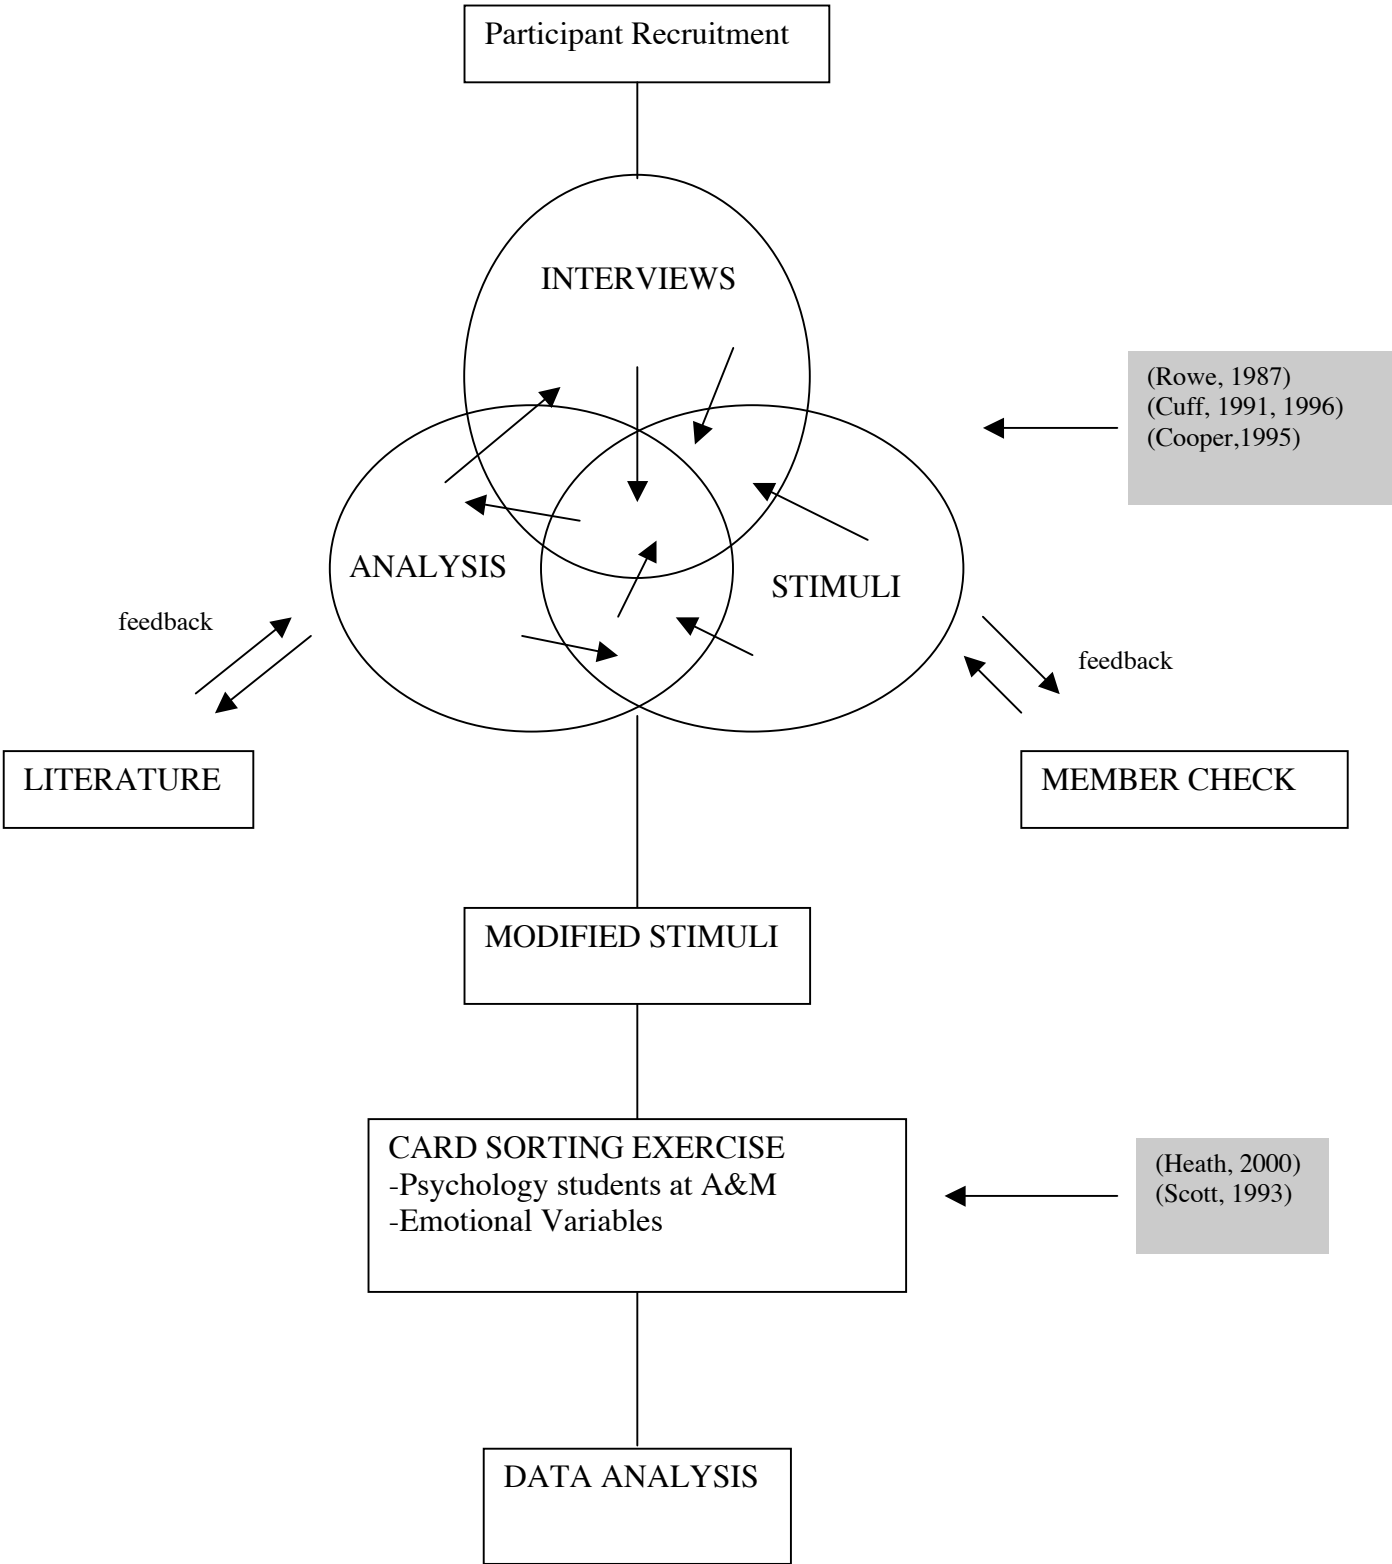 Participant Recruitment
INTERVIEWS
(Rowe, 1987)
(Cuff, 1991, 1996)
(Cooper,1995)
ANALYSIS
STIMULI
feedback
feedback
LITERATURE
MEMBER CHECK
MODIFIED STIMULI
CARD SORTING EXERCISE
-Psychology students at A&M
-Emotional Variables
(Heath, 2000)
(Scott, 1993)
DATA ANALYSIS